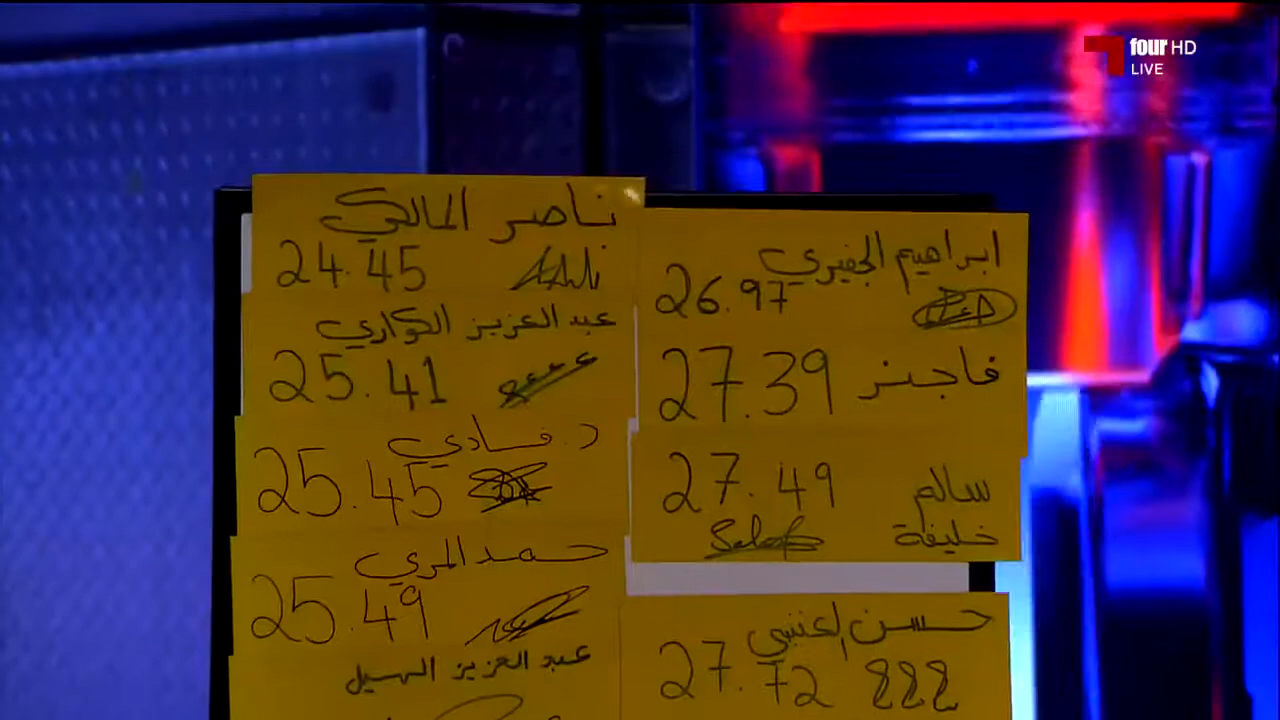 four HD
LIVE
ناصر المالكي
24.45
عبد العزيز الكواري
25.41
د. فادي
25.45
حمد المري
25.49
عبد العزيز السهيل
ابراهيم الجفيري
26.97
فاجنر
27.39
27.49 سالم
خليفة
حسن
27.72